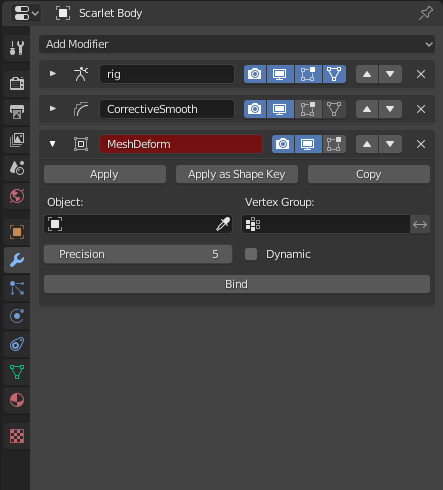 Scarlet Body
Add Modifier
rig
CorrectiveSmooth
MeshDeform
Apply Apply as Shape Key Copy
Object: Vertex Group:
Precision 5 Dynamic
Bind